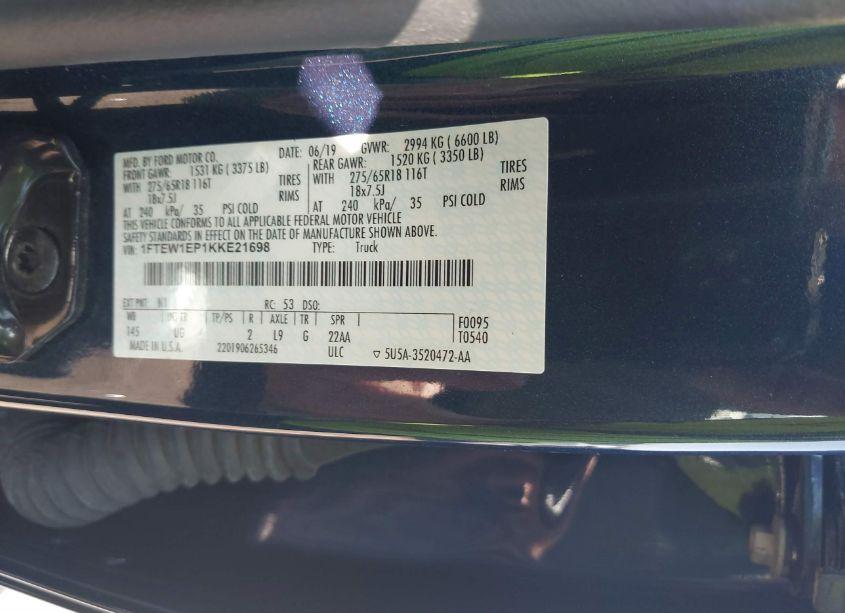 MFD. BY FORD MOTOR CO.
DATE: 06/19 GVWR: 2994 KG ( 6600 LB)
FRONT GAWR: 1531 KG ( 3375 LB) REAR GAWR: 1520 KG ( 3350 LB)
WITH 275/65R18 116T TIRES WITH 275/65R18 116T TIRES
18x7.5J RIMS 18x7.5J RIMS
AT 240 kPa/ 35 PSI COLD AT 240 kPa/ 35 PSI COLD
THIS VEHICLE CONFORMS TO ALL APPLICABLE FEDERAL MOTOR VEHICLE
SAFETY STANDARDS IN EFFECT ON THE DATE OF MANUFACTURE SHOWN ABOVE.
VIN: 1FTEW1EP1KKE21698 TYPE: Truck
EXT PNT: N1 RC: 53 DSO:
WB TP/PS R AXLE TR SPR F0095
145 UG 2 L9 G 22AA T0540
MADE IN U.S.A. 2201906265346 ULC ▽ 5U5A-3520472-AA